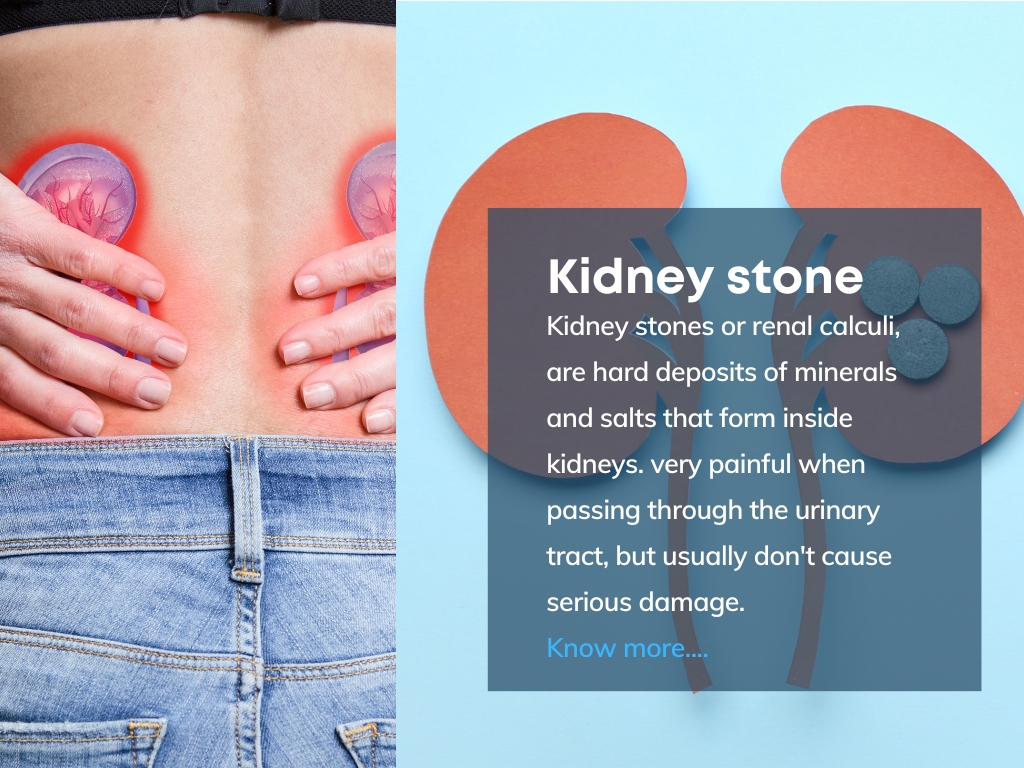 Kidney stone
Kidney stones or renal calculi,
are hard deposits of minerals
and salts that form inside
kidneys. very painful when
passing through the urinary
tract, but usually don't cause
serious damage.
Know more....